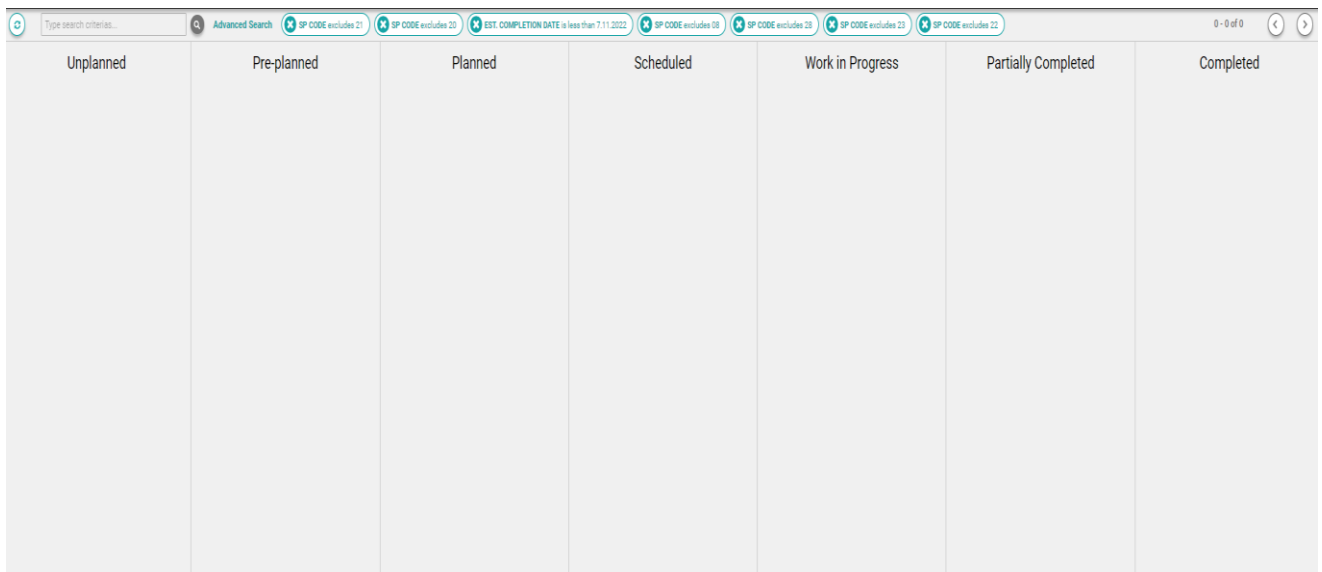 Type search criterias... Advanced Search SP CODE excludes 21 SP CODE excludes 20 EST. COMPLETION DATE is less than 7.11.2022 SP CODE excludes 08 SP CODE excludes 28 SP CODE excludes 23 SP CODE excludes 22 0 - 0 of 0
Unplanned Pre-planned Planned Scheduled Work in Progress Partially Completed Completed